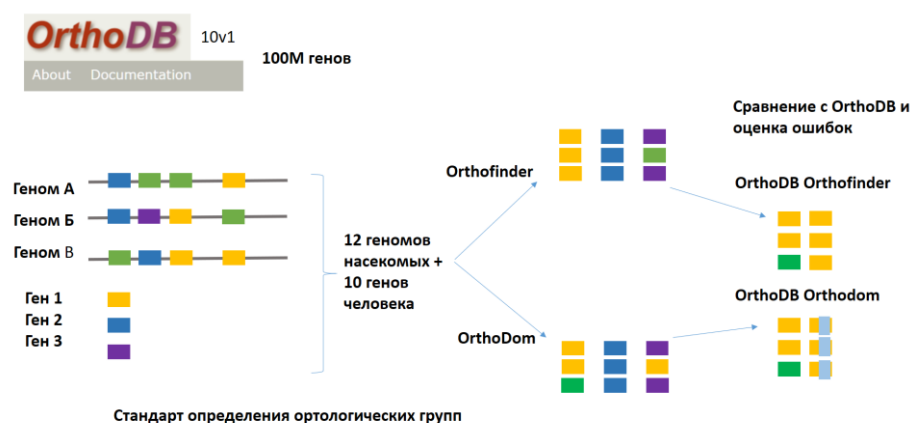 OrthoDB 10v1
About Documentation
100М генов
Геном А
Геном Б
Геном В
Ген 1
Ген 2
Ген 3
12 геномов
насекомых +
10 генов
человека
Orthofinder
OrthoDom
Сравнение с OrthoDB и
оценка ошибок
OrthoDB Orthofinder
OrthoDB Orthodom
Стандарт определения ортологических групп